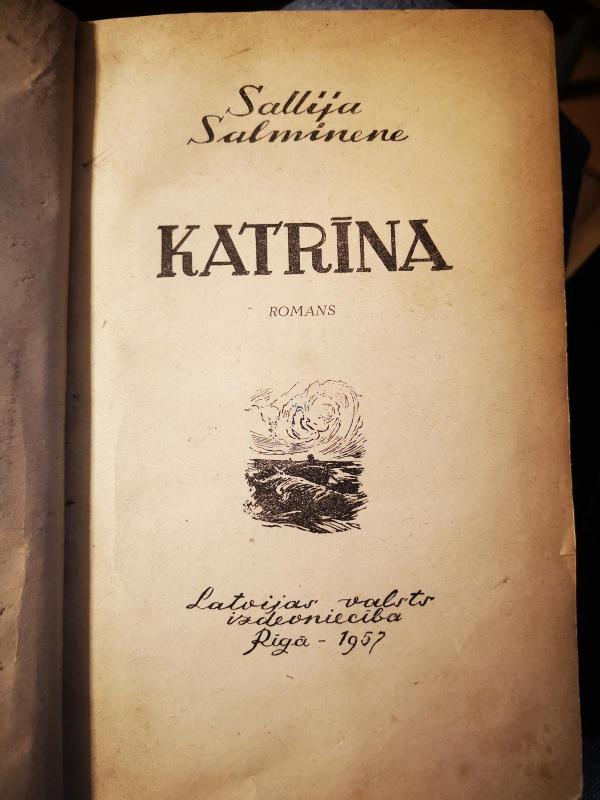 Sallija
Salminene
KATRĪNA
ROMANS
Latvijas valsts
izdevniecība
Rīgā - 1957